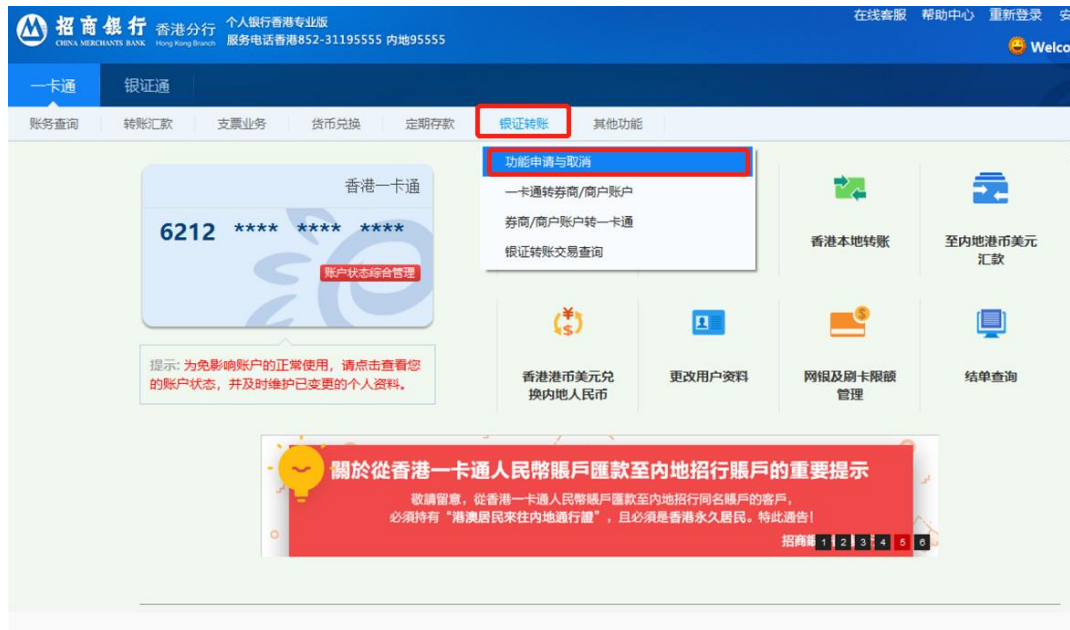 招商银行 香港分行 个人银行香港专业版
CHINA MERCHANTS BANK Hong Kong Branch 服务电话香港852-31195555 内地95555
在线客服 帮助中心 重新登录
一卡通 银证通
账务查询 转账汇款 支票业务 货币兑换 定期存款 银证转账 其他功能
功能申请与取消
一卡通转券商/商户账户
券商/商户账户转一卡通
银证转账交易查询
香港一卡通
6212 **** **** ****
账户状态综合管理
提示: 为免影响账户的正常使用，请点击查看您
的账户状态，并及时维护已变更的个人资料。
香港本地转账
至内地港币美元
汇款
香港港币美元兑
换内地人民币
更改用户资料
网银及刷卡限额
管理
结单查询
關於從香港一卡通人民幣賬戶匯款至内地招行賬戶的重要提示
敬請留意，從香港一卡通人民幣賬戶匯款至内地招行同名賬戶的客戶，
必須持有“港澳居民來往内地通行證”，且必須是香港永久居民。特此通告！
招商
1 2 3 4 5 6